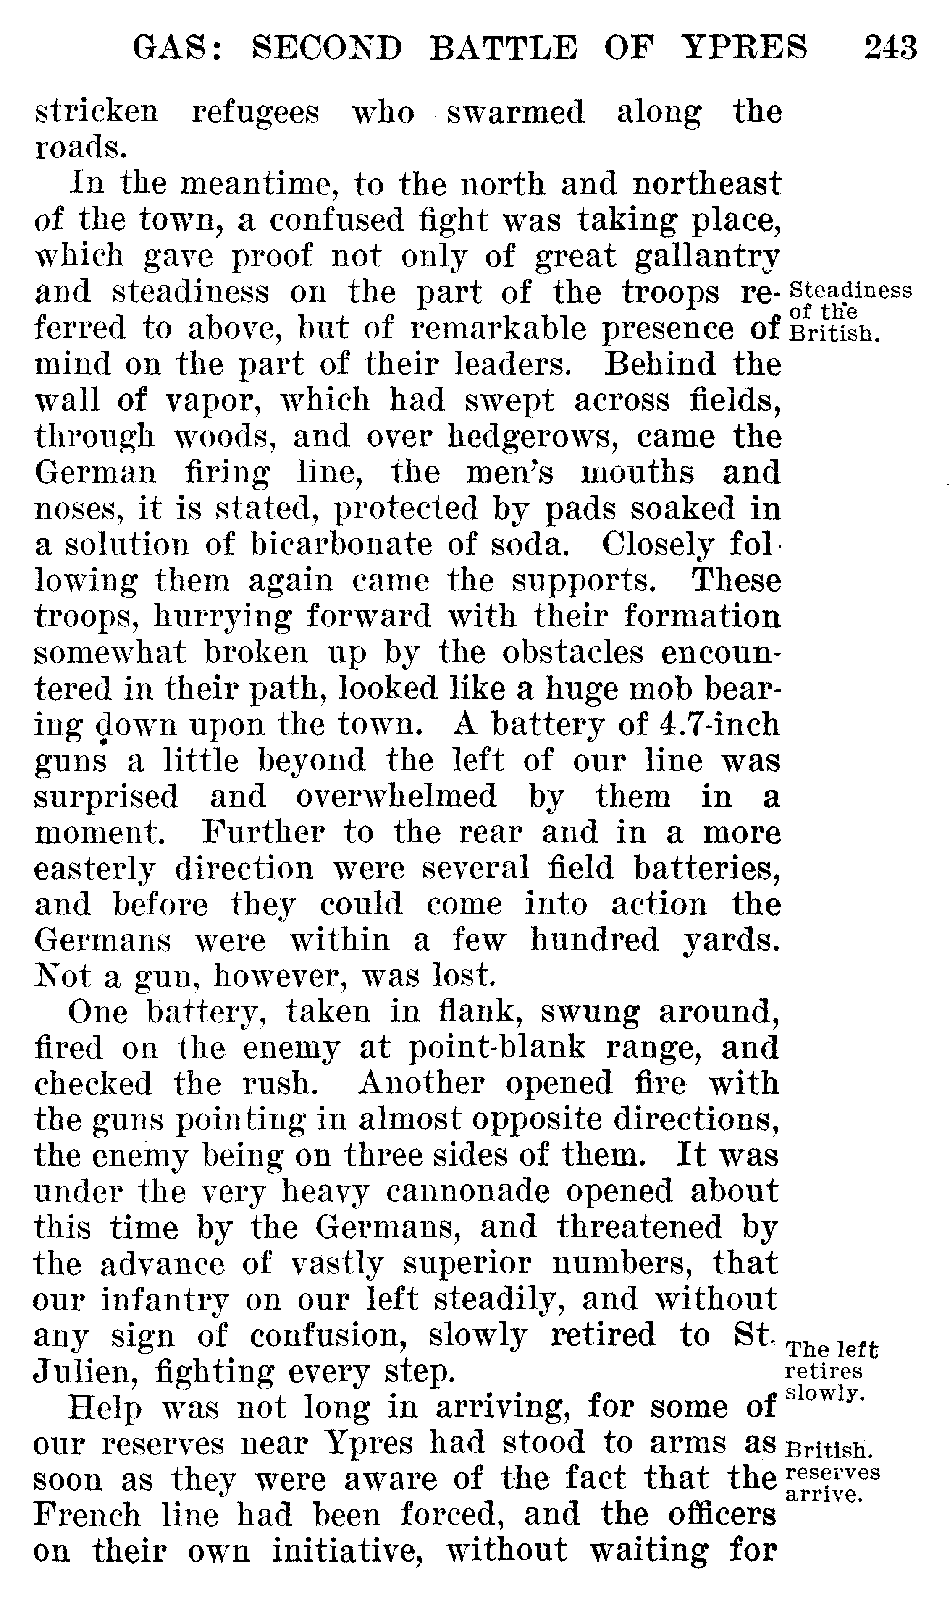 GAS: SECOND BATTLE OF YPRES 243
stricken refugees who swarmed along the
roads.
In the meantime, to the north and northeast
of the town, a confused fight was taking place,
which gave proof not only of great gallantry
and steadiness on the part of the troops re-
ferred to above, but of remarkable presence of
Steadiness
of the
British.
mind on the part of their leaders. Behind the
wall of vapor, which had swept across fields,
through woods, and over hedgerows, came the
German firing line, the men's mouths and
noses, it is stated, protected by pads soaked in
a solution of bicarbonate of soda. Closely fol-
lowing them again came the supports. These
troops, hurrying forward with their formation
somewhat broken up by the obstacles encoun-
tered in their path, looked like a huge mob bear-
ing down upon the town. A battery of 4.7-inch
guns a little beyond the left of our line was
surprised and overwhelmed by them in a
moment. Further to the rear and in a more
easterly direction were several field batteries,
and before they could come into action the
Germans were within a few hundred yards.
Not a gun, however, was lost.
One battery, taken in flank, swung around,
fired on the enemy at point-blank range, and
checked the rush. Another opened fire with
the guns pointing in almost opposite directions,
the enemy being on three sides of them. It was
under the very heavy cannonade opened about
this time by the Germans, and threatened by
the advance of vastly superior numbers, that
our infantry on our left steadily, and without
any sign of confusion, slowly retired to St.
Julien, fighting every step.
The left
retires
slowly.
Help was not long in arriving, for some of
our reserves near Ypres had stood to arms as
soon as they were aware of the fact that the
British
reserves
arrive.
French line had been forced, and the officers
on their own initiative, without waiting for